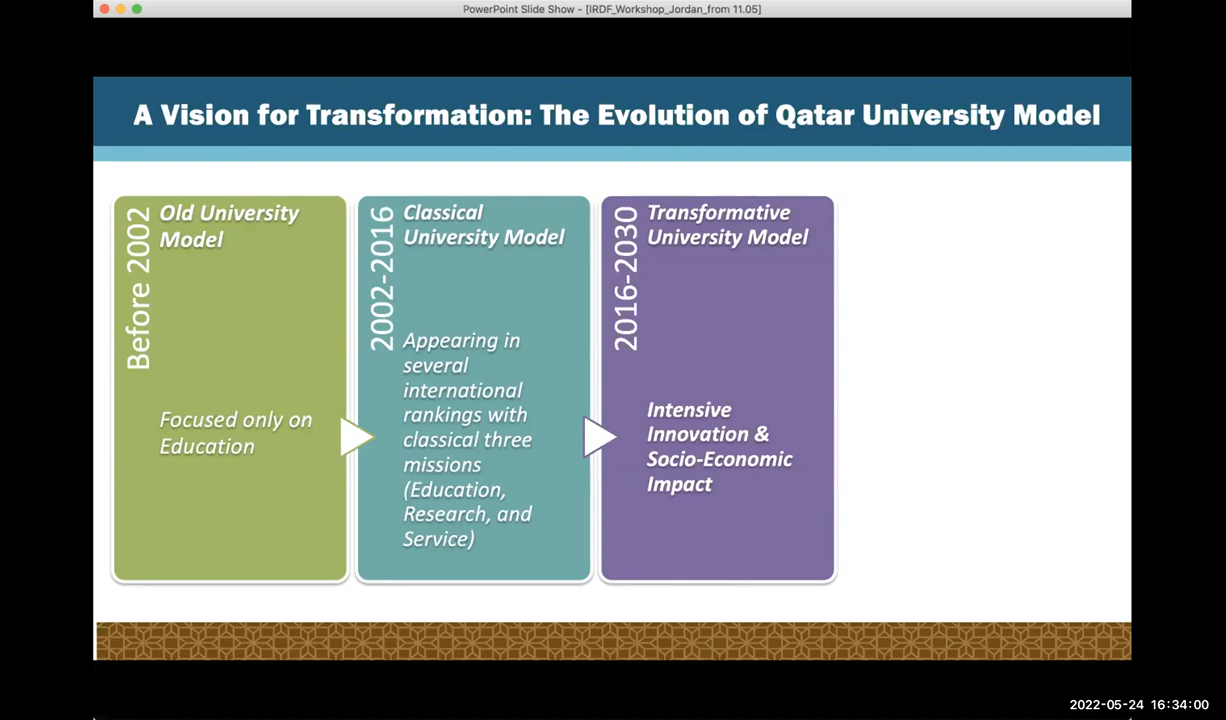 PowerPoint Slide Show - [IRDF_Workshop_Jordan_from 11.05]
A Vision for Transformation: The Evolution of Qatar University Model
Before 2002
Old University
Model
Focused only on
Education
2002-2016
Classical
University Model
Appearing in
several
international
rankings with
classical three
missions
(Education,
Research, and
Service)
2016-2030
Transformative
University Model
Intensive
Innovation &
Socio-Economic
Impact
2022-05-24 16:34:00